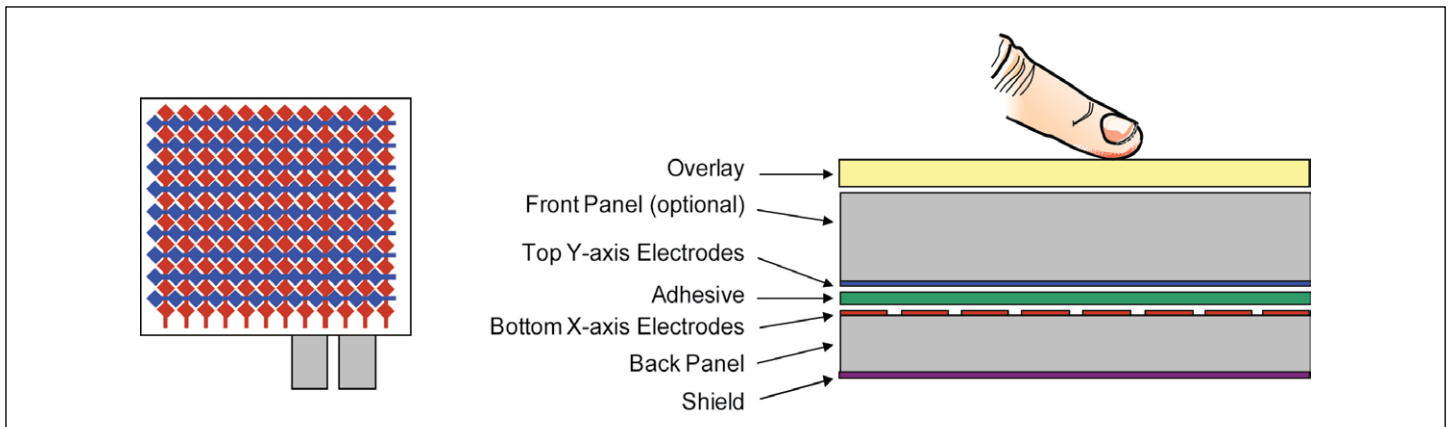 Overlay
Front Panel (optional)
Top Y-axis Electrodes
Adhesive
Bottom X-axis Electrodes
Back Panel
Shield